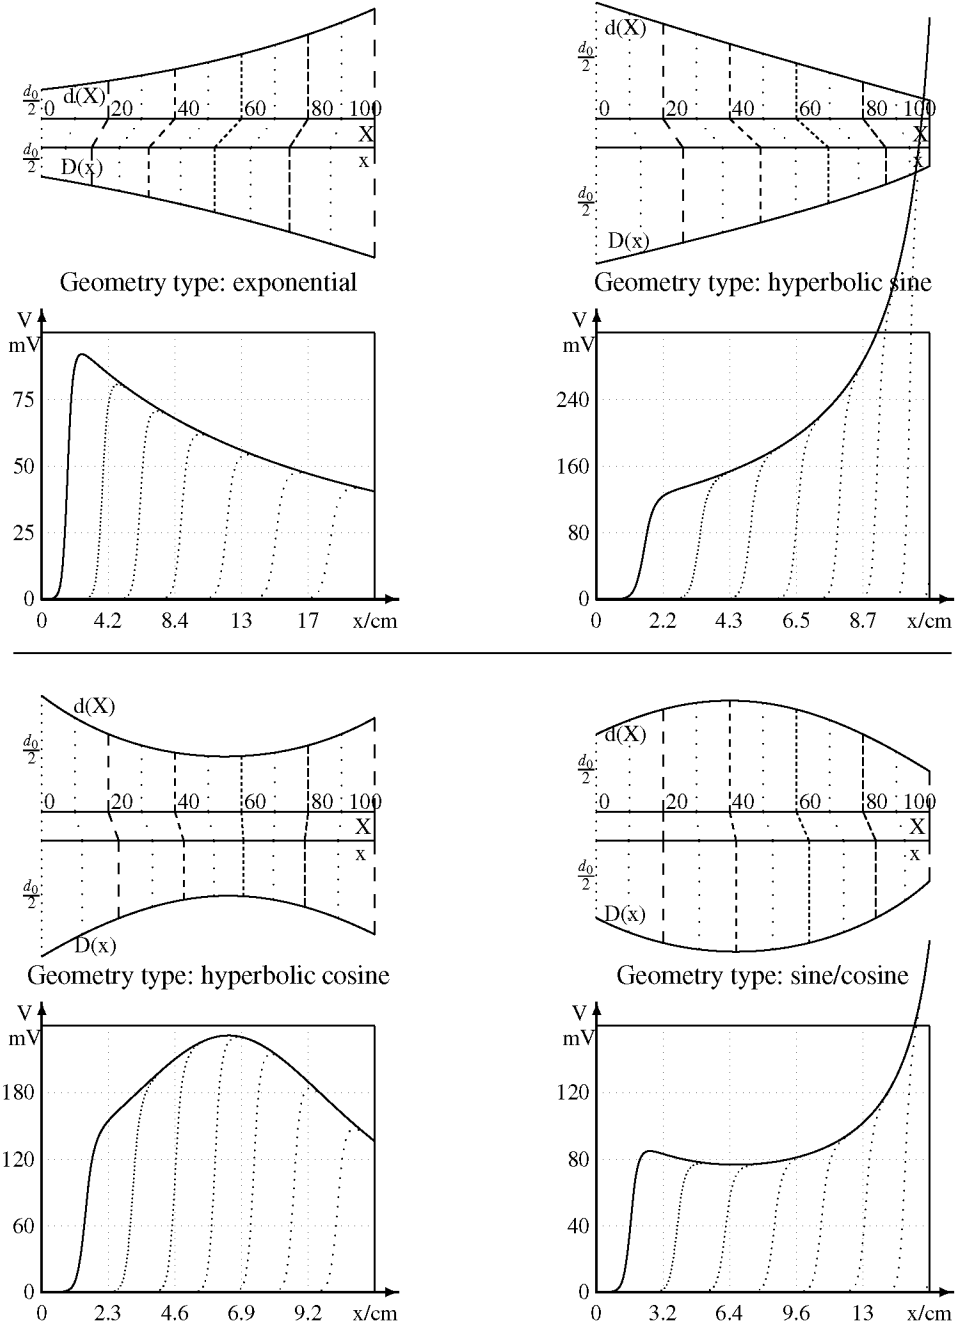 d(X)
d0/2
0 20 40 60 80 100
X
d0/2
x
D(x)
Geometry type: exponential
V
mV
75
50
25
0
0 4.2 8.4 13 17 x/cm
d(X)
d0/2
0 20 40 60 80 100
X
x
d0/2
D(x)
Geometry type: hyperbolic sine
V
mV
240
160
80
0
0 2.2 4.3 6.5 8.7 x/cm
d(X)
d0/2
0 20 40 60 80 100
X
x
d0/2
D(x)
Geometry type: hyperbolic cosine
V
mV
180
120
60
0
0 2.3 4.6 6.9 9.2 x/cm
d(X)
d0/2
0 20 40 60 80 100
X
x
d0/2
D(x)
Geometry type: sine/cosine
V
mV
120
80
40
0
0 3.2 6.4 9.6 13 x/cm